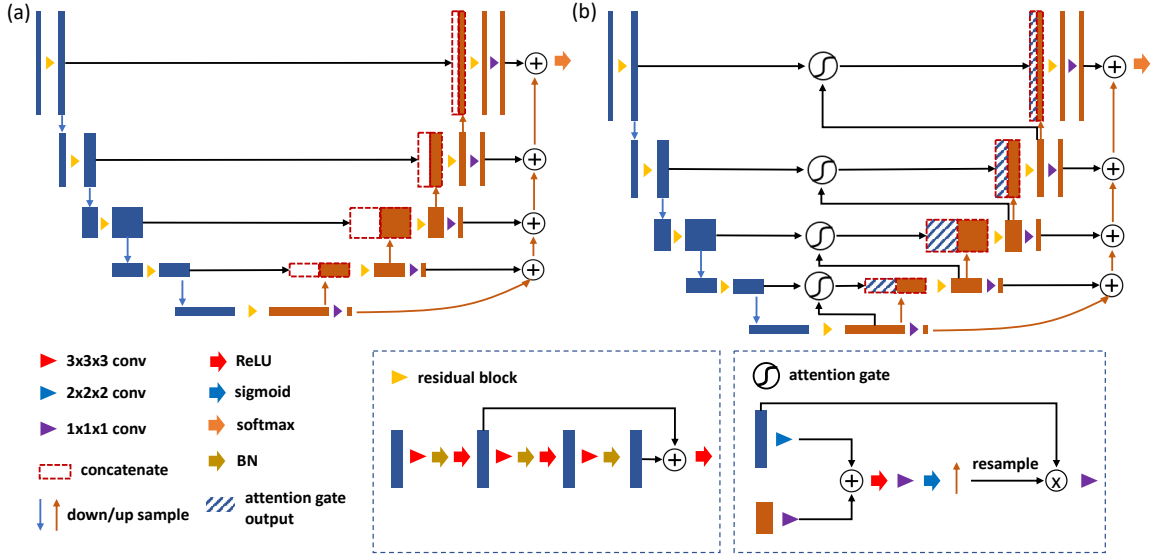 (a)
(b)
3x3x3 conv
2x2x2 conv
1x1x1 conv
concatenate
down/up sample
ReLU
sigmoid
softmax
BN
attention gate
output
residual block
attention gate
resample
x